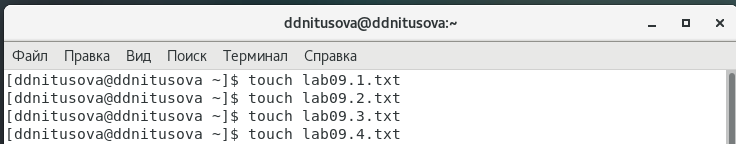 ddnitusova@ddnitusova:~
Файл Правка Вид Поиск Терминал Справка
[ddnitusova@ddnitusova ~]$ touch lab09.1.txt
[ddnitusova@ddnitusova ~]$ touch lab09.2.txt
[ddnitusova@ddnitusova ~]$ touch lab09.3.txt
[ddnitusova@ddnitusova ~]$ touch lab09.4.txt